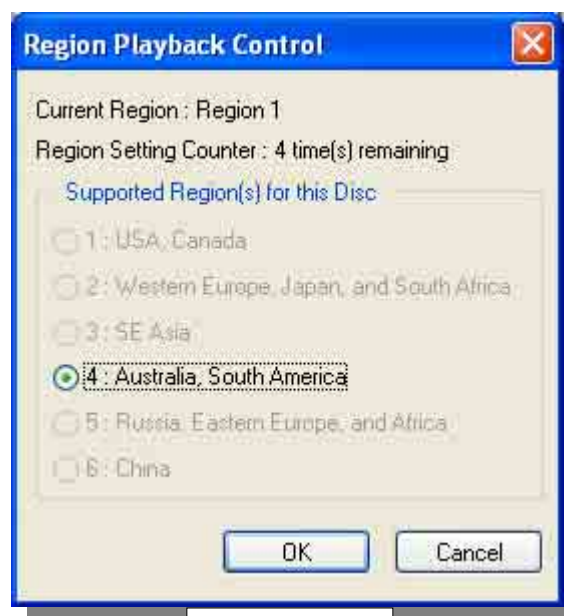 Region Playback Control
Current Region : Region 1
Region Setting Counter : 4 time(s) remaining
Supported Region(s) for this Disc
1 : USA, Canada
2 : Western Europe, Japan, and South Africa
3 : SE Asia
4 : Australia, South America
5 : Russia, Eastern Europe, and Africa
6 : China
OK
Cancel